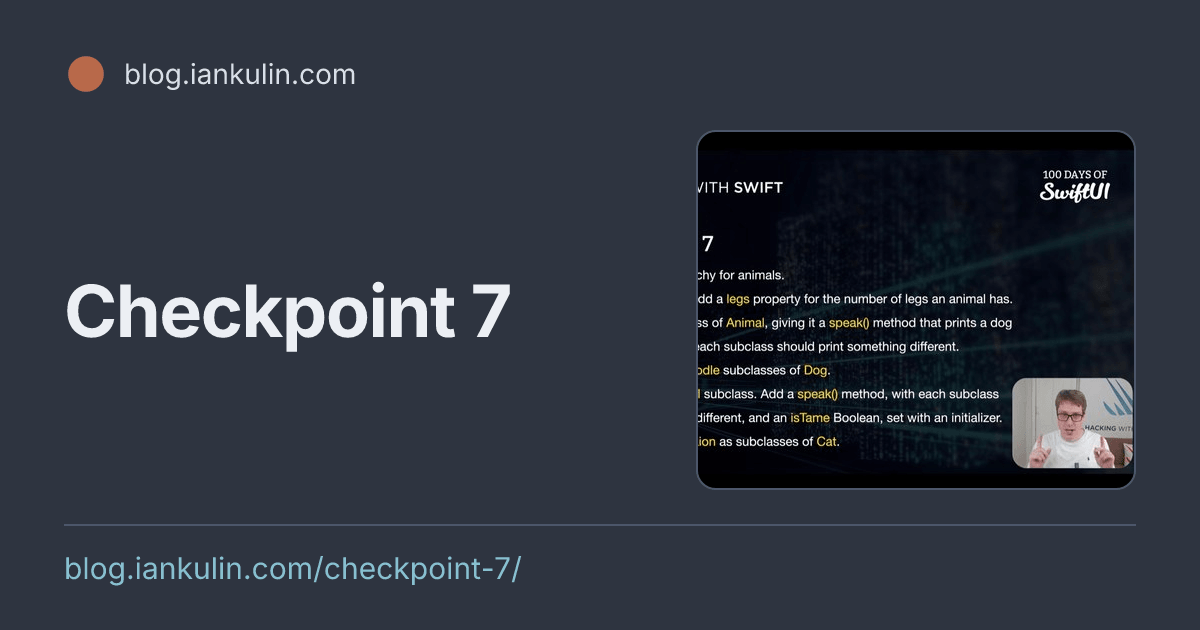 blog.iankulin.com
Checkpoint 7
WITH SWIFT
100 DAYS OF
SwiftUI
7
chy for animals.
dd a legs property for the number of legs an animal has.
ss of Animal, giving it a speak() method that prints a dog
each subclass should print something different.
odle subclasses of Dog.
l subclass. Add a speak() method, with each subclass
different, and an isTame Boolean, set with an initializer.
ion as subclasses of Cat.
HACKING WITH
blog.iankulin.com/checkpoint-7/